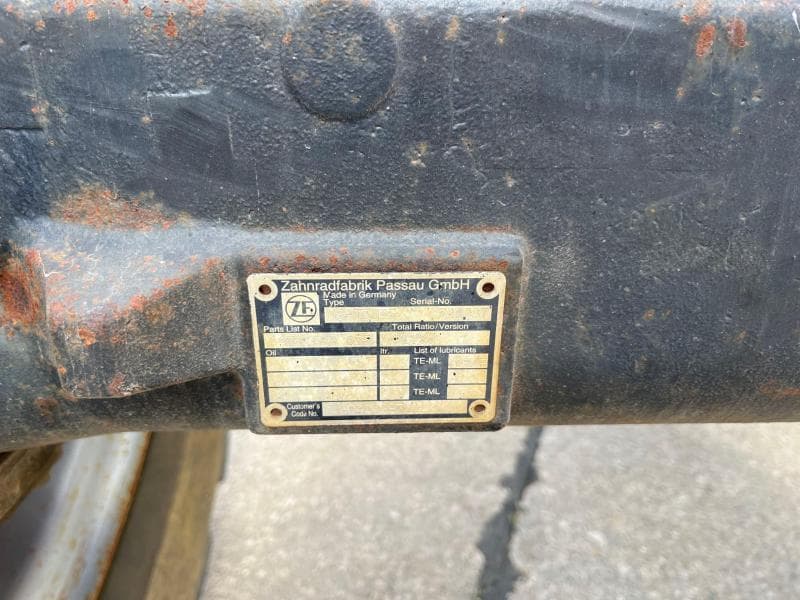 Zahnradfabrik Passau GmbH
Made in Germany
ZF
Type Serial-No.
Parts List No. Total Ratio/Version
Oil ltr. List of lubricants
TE-ML
TE-ML
TE-ML
Customer's
Code No.